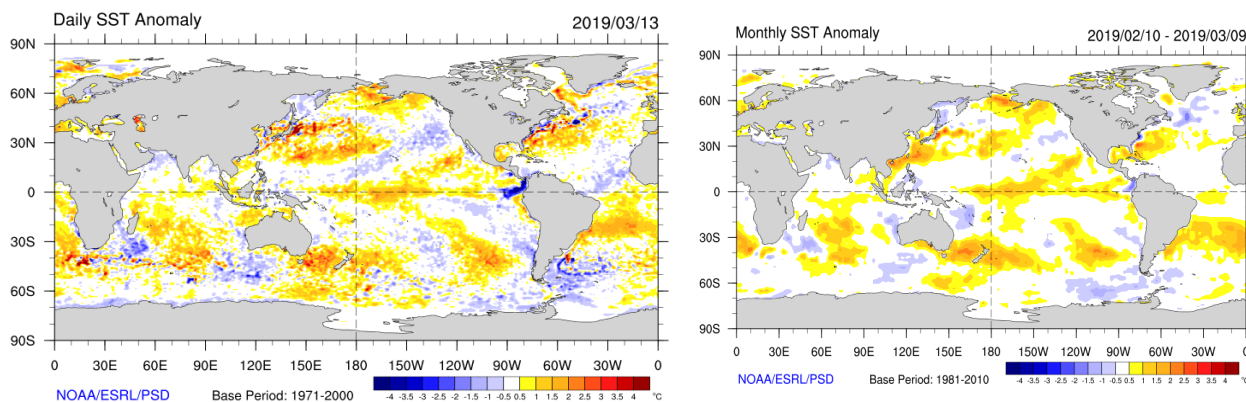 Daily SST Anomaly 2019/03/13
90N
60N
30N
0
30S
60S
90S
0 30E 60E 90E 120E 150E 180 150W 120W 90W 60W 30W 0
NOAA/ESRL/PSD Base Period: 1971-2000
-4 -3.5 -3 -2.5 -2 -1.5 -1 -0.5 0.5 1 1.5 2 2.5 3 3.5 4 °C
Monthly SST Anomaly 2019/02/10 - 2019/03/09
90N
60N
30N
0
30S
60S
90S
0 30E 60E 90E 120E 150E 180 150W 120W 90W 60W 30W 0
NOAA/ESRL/PSD Base Period: 1981-2010
-4 -3.5 -3 -2.5 -2 -1.5 -1 -0.5 0.5 1 1.5 2 2.5 3 3.5 4 °C